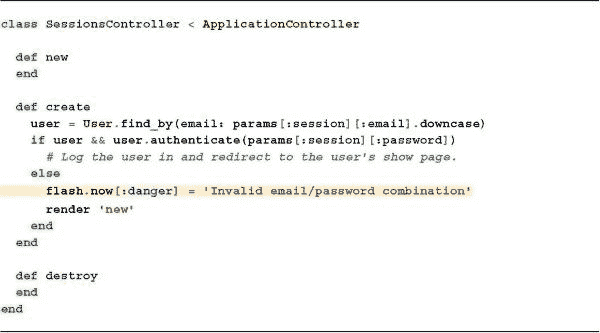 class SessionsController < ApplicationController
def new
end
def create
user = User.find_by(email: params[:session][:email].downcase)
if user && user.authenticate(params[:session][:password])
# Log the user in and redirect to the user's show page.
else
flash.now[:danger] = 'Invalid email/password combination'
render 'new'
end
end
def destroy
end
end